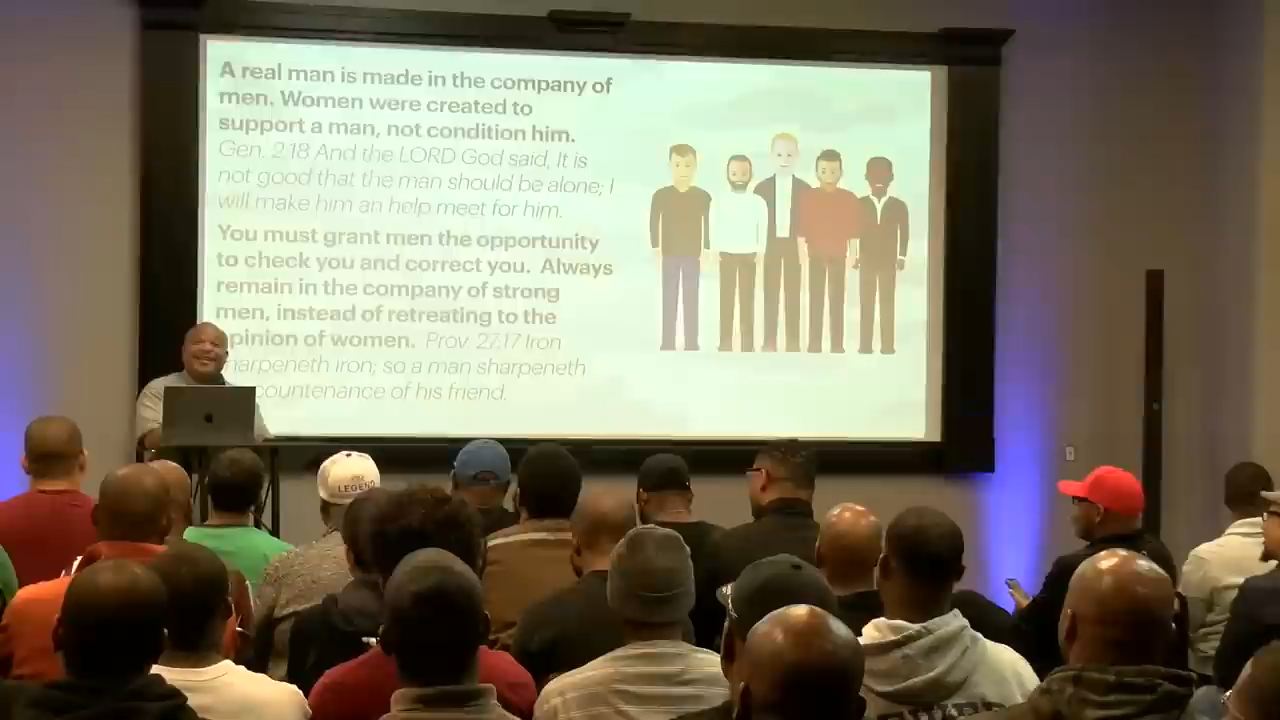 A real man is made in the company of
men. Women were created to
support a man, not condition him.
Gen. 2:18 And the LORD God said, It is
not good that the man should be alone; I
will make him an help meet for him.
You must grant men the opportunity
to check you and correct you. Always
remain in the company of strong
men, instead of retreating to the
pinion of women. Prov. 27:17 Iron
harpeneth iron; so a man sharpeneth
countenance of his friend.
LEGEND